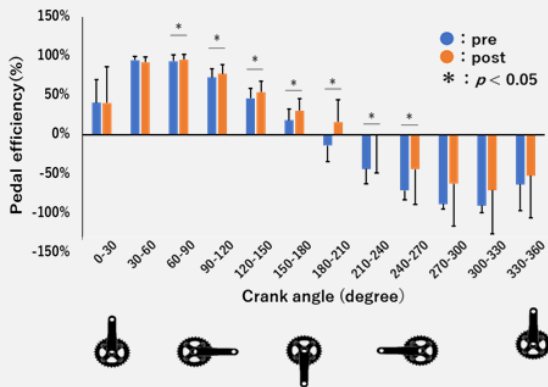 150%
100%
50%
0%
-50%
-100%
-150%
Pedal efficiency(%)
: pre
: post
* : p < 0.05
* * * * * * *
0-30 30-60 60-90 90-120 120-150 150-180 180-210 210-240 240-270 270-300 300-330 330-360
Crank angle (degree)